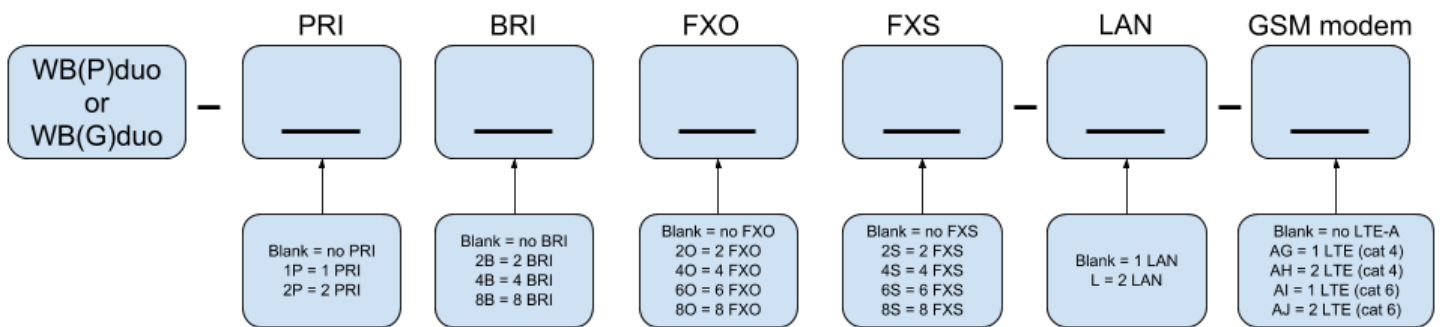 PRI
BRI
FXO
FXS
LAN
GSM modem
WB(P)duo
or
WB(G)duo
–
–
–
Blank = no PRI
1P = 1 PRI
2P = 2 PRI
Blank = no BRI
2B = 2 BRI
4B = 4 BRI
8B = 8 BRI
Blank = no FXO
2O = 2 FXO
4O = 4 FXO
6O = 6 FXO
8O = 8 FXO
Blank = no FXS
2S = 2 FXS
4S = 4 FXS
6S = 6 FXS
8S = 8 FXS
Blank = 1 LAN
L = 2 LAN
Blank = no LTE-A
AG = 1 LTE (cat 4)
AH = 2 LTE (cat 4)
AI = 1 LTE (cat 6)
AJ = 2 LTE (cat 6)